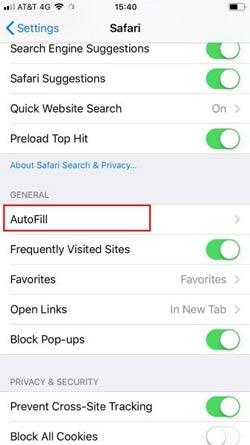 AT&T 4G 15:40
Settings Safari
Search Engine Suggestions
Safari Suggestions
Quick Website Search On
Preload Top Hit
About Safari Search & Privacy...
GENERAL
AutoFill
Frequently Visited Sites
Favorites Favorites
Open Links In New Tab
Block Pop-ups
PRIVACY & SECURITY
Prevent Cross-Site Tracking
Block All Cookies